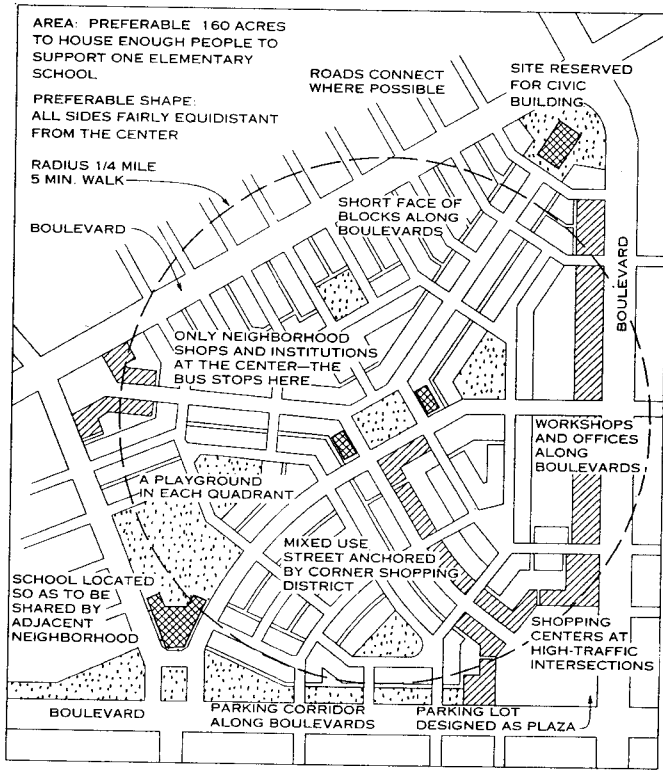 AREA: PREFERABLE 160 ACRES
TO HOUSE ENOUGH PEOPLE TO
SUPPORT ONE ELEMENTARY
SCHOOL
PREFERABLE SHAPE:
ALL SIDES FAIRLY EQUIDISTANT
FROM THE CENTER
RADIUS 1/4 MILE
5 MIN. WALK
BOULEVARD
ROADS CONNECT
WHERE POSSIBLE
SITE RESERVED
FOR CIVIC
BUILDING
SHORT FACE OF
BLOCKS ALONG
BOULEVARDS
BOULEVARD
ONLY NEIGHBORHOOD
SHOPS AND INSTITUTIONS
AT THE CENTER—THE
BUS STOPS HERE
WORKSHOPS
AND OFFICES
ALONG
BOULEVARDS
A PLAYGROUND
IN EACH QUADRANT
MIXED USE
STREET ANCHORED
BY CORNER SHOPPING
DISTRICT
SCHOOL LOCATED
SO AS TO BE
SHARED BY
ADJACENT
NEIGHBORHOOD
SHOPPING
CENTERS AT
HIGH-TRAFFIC
INTERSECTIONS
BOULEVARD
PARKING CORRIDOR
ALONG BOULEVARDS
PARKING LOT
DESIGNED AS PLAZA